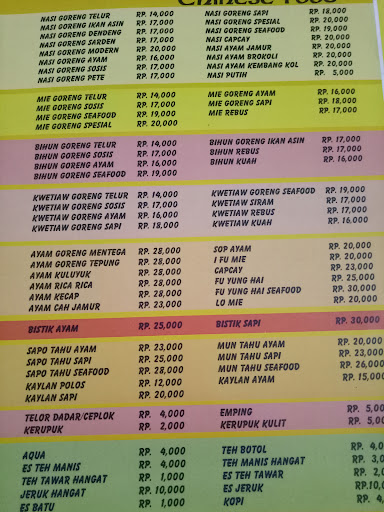 Chinese Food
NASI GORENG TELUR RP. 14,000 NASI GORENG SAPI RP. 18,000
NASI GORENG IKAN ASIN RP. 17,000 NASI GORENG SPESIAL RP. 20,000
NASI GORENG DENDENG RP. 17,000 NASI GORENG SEAFOOD RP. 19,000
NASI GORENG SARDEN RP. 17,000 NASI CAPCAY RP. 20,000
NASI GORENG MODERN RP. 20,000 NASI AYAM JAMUR RP. 20,000
NASI GORENG AYAM RP. 16,000 NASI AYAM BROKOLI RP. 20,000
NASI GORENG SOSIS RP. 17,000 NASI AYAM KEMBANG KOL RP. 20,000
NASI GORENG PETE RP. 17,000 NASI PUTIH RP. 5,000
MIE GORENG TELUR RP. 14,000 MIE GORENG AYAM RP. 16,000
MIE GORENG SOSIS RP. 17,000 MIE GORENG SAPI RP. 18,000
MIE GORENG SEAFOOD RP. 19,000 MIE REBUS RP. 17,000
MIE GORENG SPESIAL RP. 20,000
BIHUN GORENG TELUR RP. 14,000 BIHUN GORENG IKAN ASIN RP. 17,000
BIHUN GORENG SOSIS RP. 17,000 BIHUN REBUS RP. 17,000
BIHUN GORENG AYAM RP. 16,000 BIHUN KUAH RP. 16,000
BIHUN GORENG SEAFOOD RP. 19,000
KWETIAW GORENG TELUR RP. 14,000 KWETIAW GORENG SEAFOOD RP. 19,000
KWETIAW GORENG SOSIS RP. 17,000 KWETIAW SIRAM RP. 17,000
KWETIAW GORENG AYAM RP. 16,000 KWETIAW REBUS RP. 17,000
KWETIAW GORENG SAPI RP. 18,000 KWETIAW KUAH RP. 16,000
AYAM GORENG MENTEGA RP. 28,000 SOP AYAM RP. 20,000
AYAM GORENG TEPUNG RP. 28,000 I FU MIE RP. 20,000
AYAM KULUYUK RP. 28,000 CAPCAY RP. 23,000
AYAM RICA RICA RP. 28,000 FU YUNG HAI RP. 25,000
AYAM KECAP RP. 28,000 FU YUNG HAI SEAFOOD RP. 30,000
AYAM CAH JAMUR RP. 23,000 LO MIE RP. 20,000
BISTIK AYAM RP. 25,000 BISTIK SAPI RP. 30,000
SAPO TAHU AYAM RP. 23,000 MUN TAHU AYAM RP. 20,000
SAPO TAHU SAPI RP. 25,000 MUN TAHU SAPI RP. 23,000
SAPO TAHU SEAFOOD RP. 28,000 MUN TAHU SEAFOOD RP. 26,000
KAYLAN POLOS RP. 12,000 KAYLAN AYAM RP. 15,000
KAYLAN SAPI RP. 20,000
TELOR DADAR/CEPLOK RP. 4,000 EMPING RP. 5,00
KERUPUK RP. 2,000 KERUPUK KULIT RP. 5,00
AQUA RP. 4,000 TEH BOTOL RP. 4,00
ES TEH MANIS RP. 4,000 TEH MANIS HANGAT RP. 3,0
TEH TAWAR HANGAT RP. 1,000 ES TEH TAWAR RP. 2,0
JERUK HANGAT RP. 10,000 ES JERUK RP.10,0
ES BATU RP. 1,000 KOPI RP. 4,